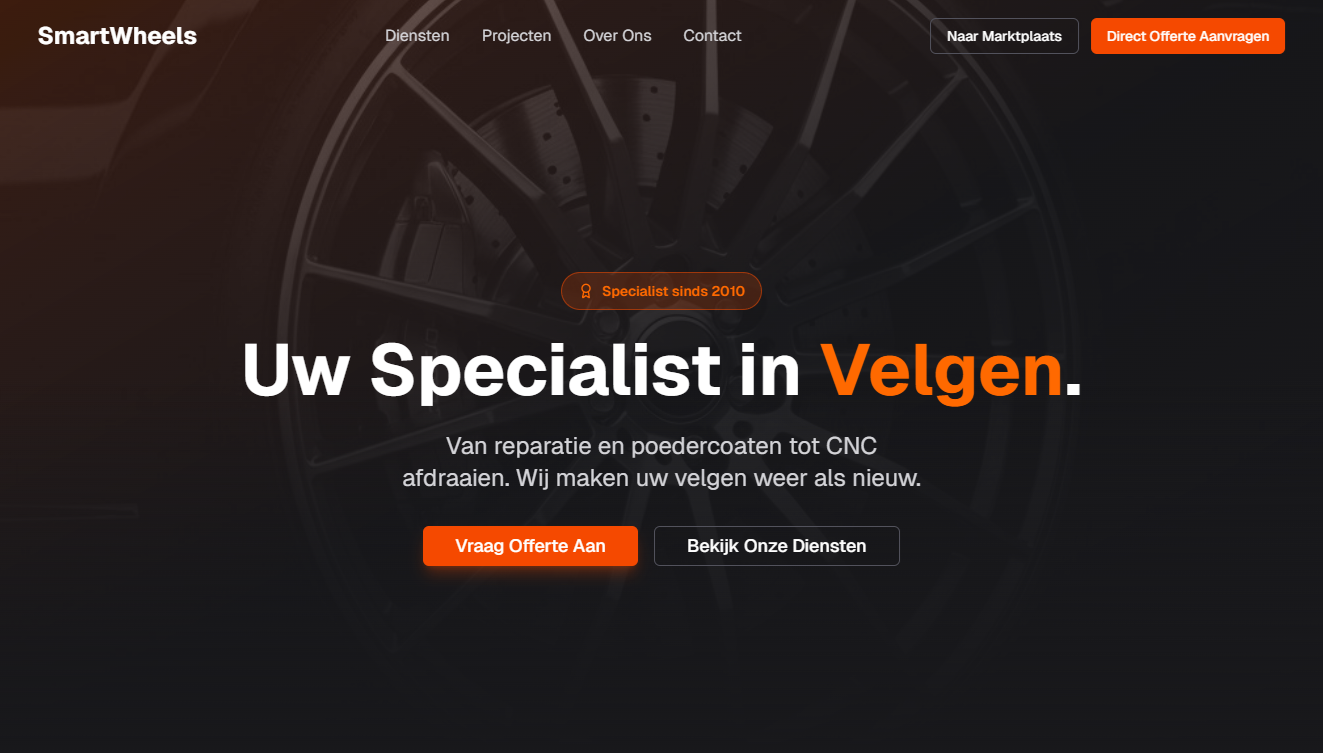 SmartWheels
Diensten
Projecten
Over Ons
Contact
Naar Marktplaats
Direct Offerte Aanvragen
Specialist sinds 2010
Uw Specialist in Velgen.
Van reparatie en poedercoaten tot CNC
afdraaien. Wij maken uw velgen weer als nieuw.
Vraag Offerte Aan
Bekijk Onze Diensten